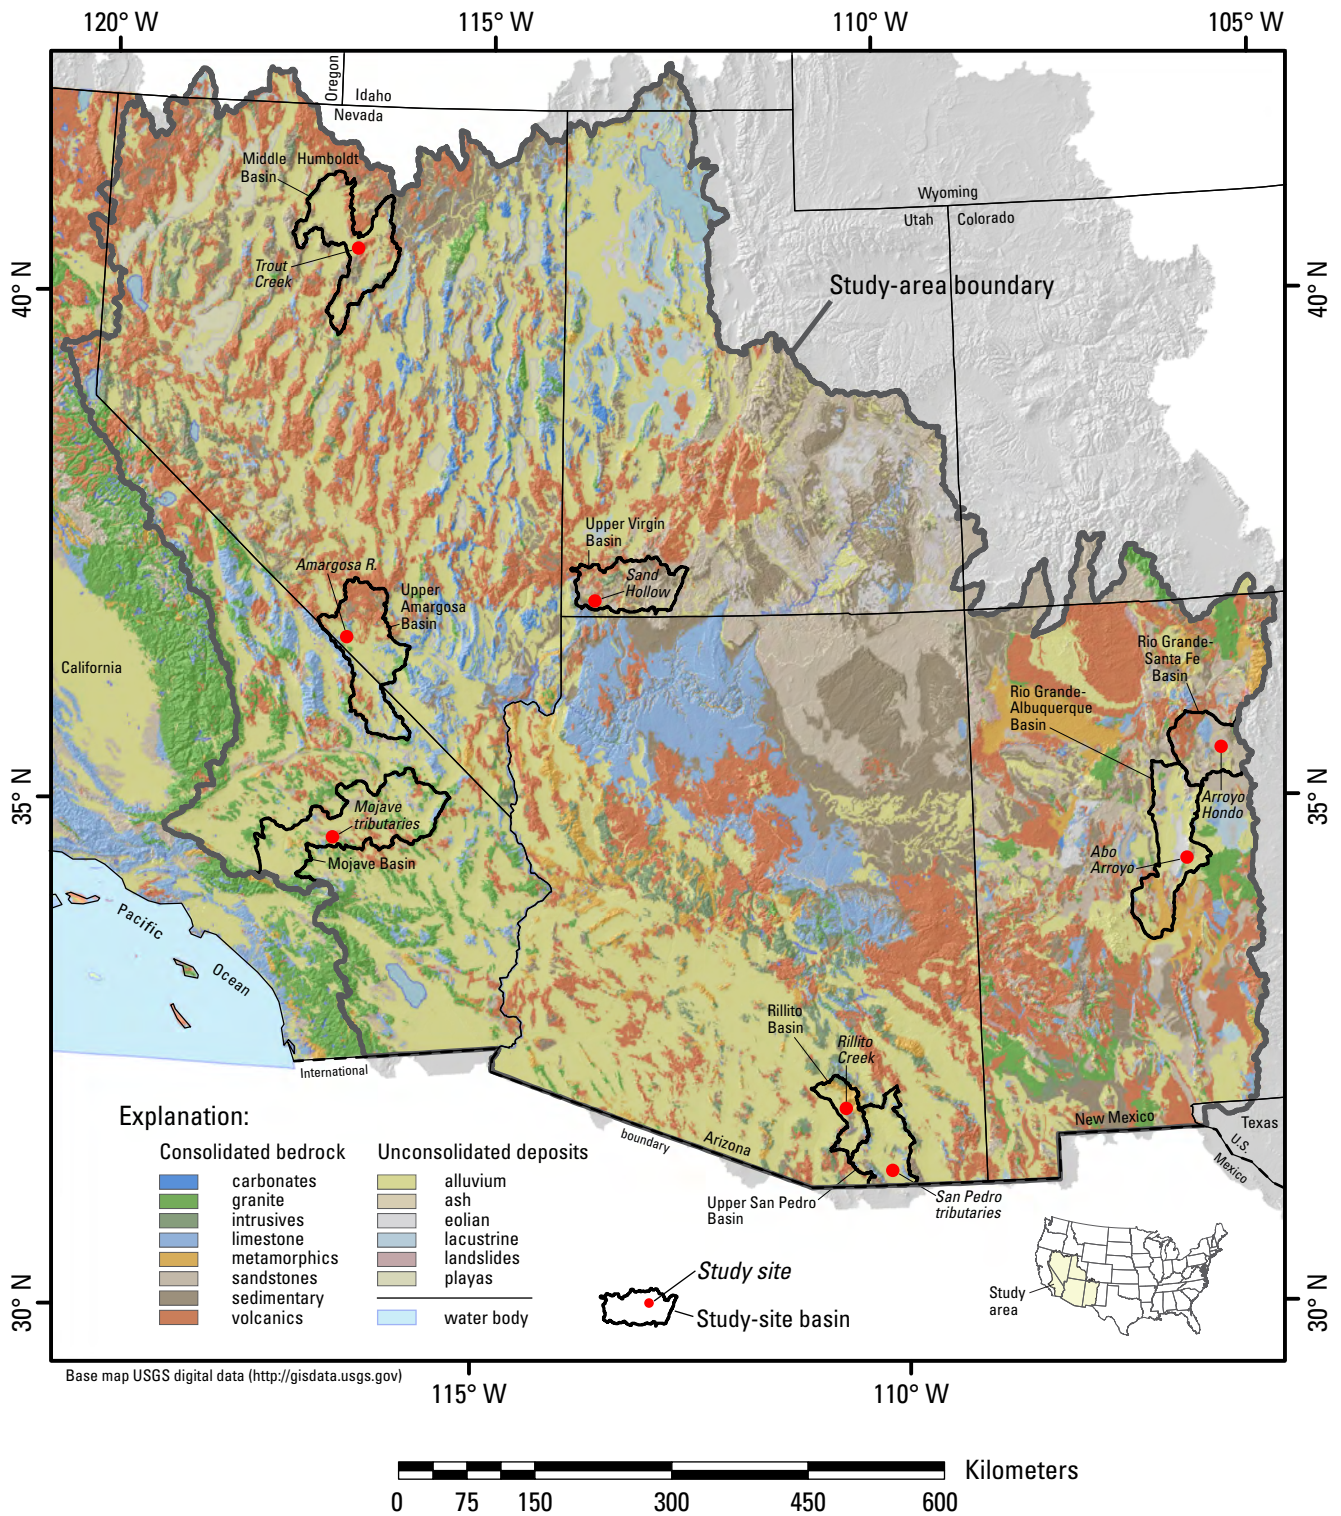 120° W
115° W
110° W
105° W
Oregon
Idaho
Nevada
Middle Humboldt
Basin
Wyoming
Utah
Colorado
Trout
Creek
40° N
40° N
Study-area boundary
Upper Virgin
Basin
Sand
Hollow
Amargosa R.
Upper
Amargosa
Basin
California
Rio Grande-
Santa Fe
Basin
Rio Grande-
Albuquerque
Basin
35° N
35° N
Mojave
tributaries
Mojave Basin
Arroyo
Hondo
Abo
Arroyo
Pacific
Ocean
Rillito
Basin
Rillito
Creek
International
boundary
Arizona
New Mexico
Texas
U.S.
Mexico
Upper San Pedro
Basin
San Pedro
tributaries
Explanation:
Consolidated bedrock
carbonates
granite
intrusives
limestone
metamorphics
sandstones
sedimentary
volcanics
Unconsolidated deposits
alluvium
ash
eolian
lacustrine
landslides
playas
water body
Study site
Study-site basin
Study
area
30° N
30° N
Base map USGS digital data (http://gisdata.usgs.gov)
115° W
110° W
Kilometers
0 75 150 300 450 600